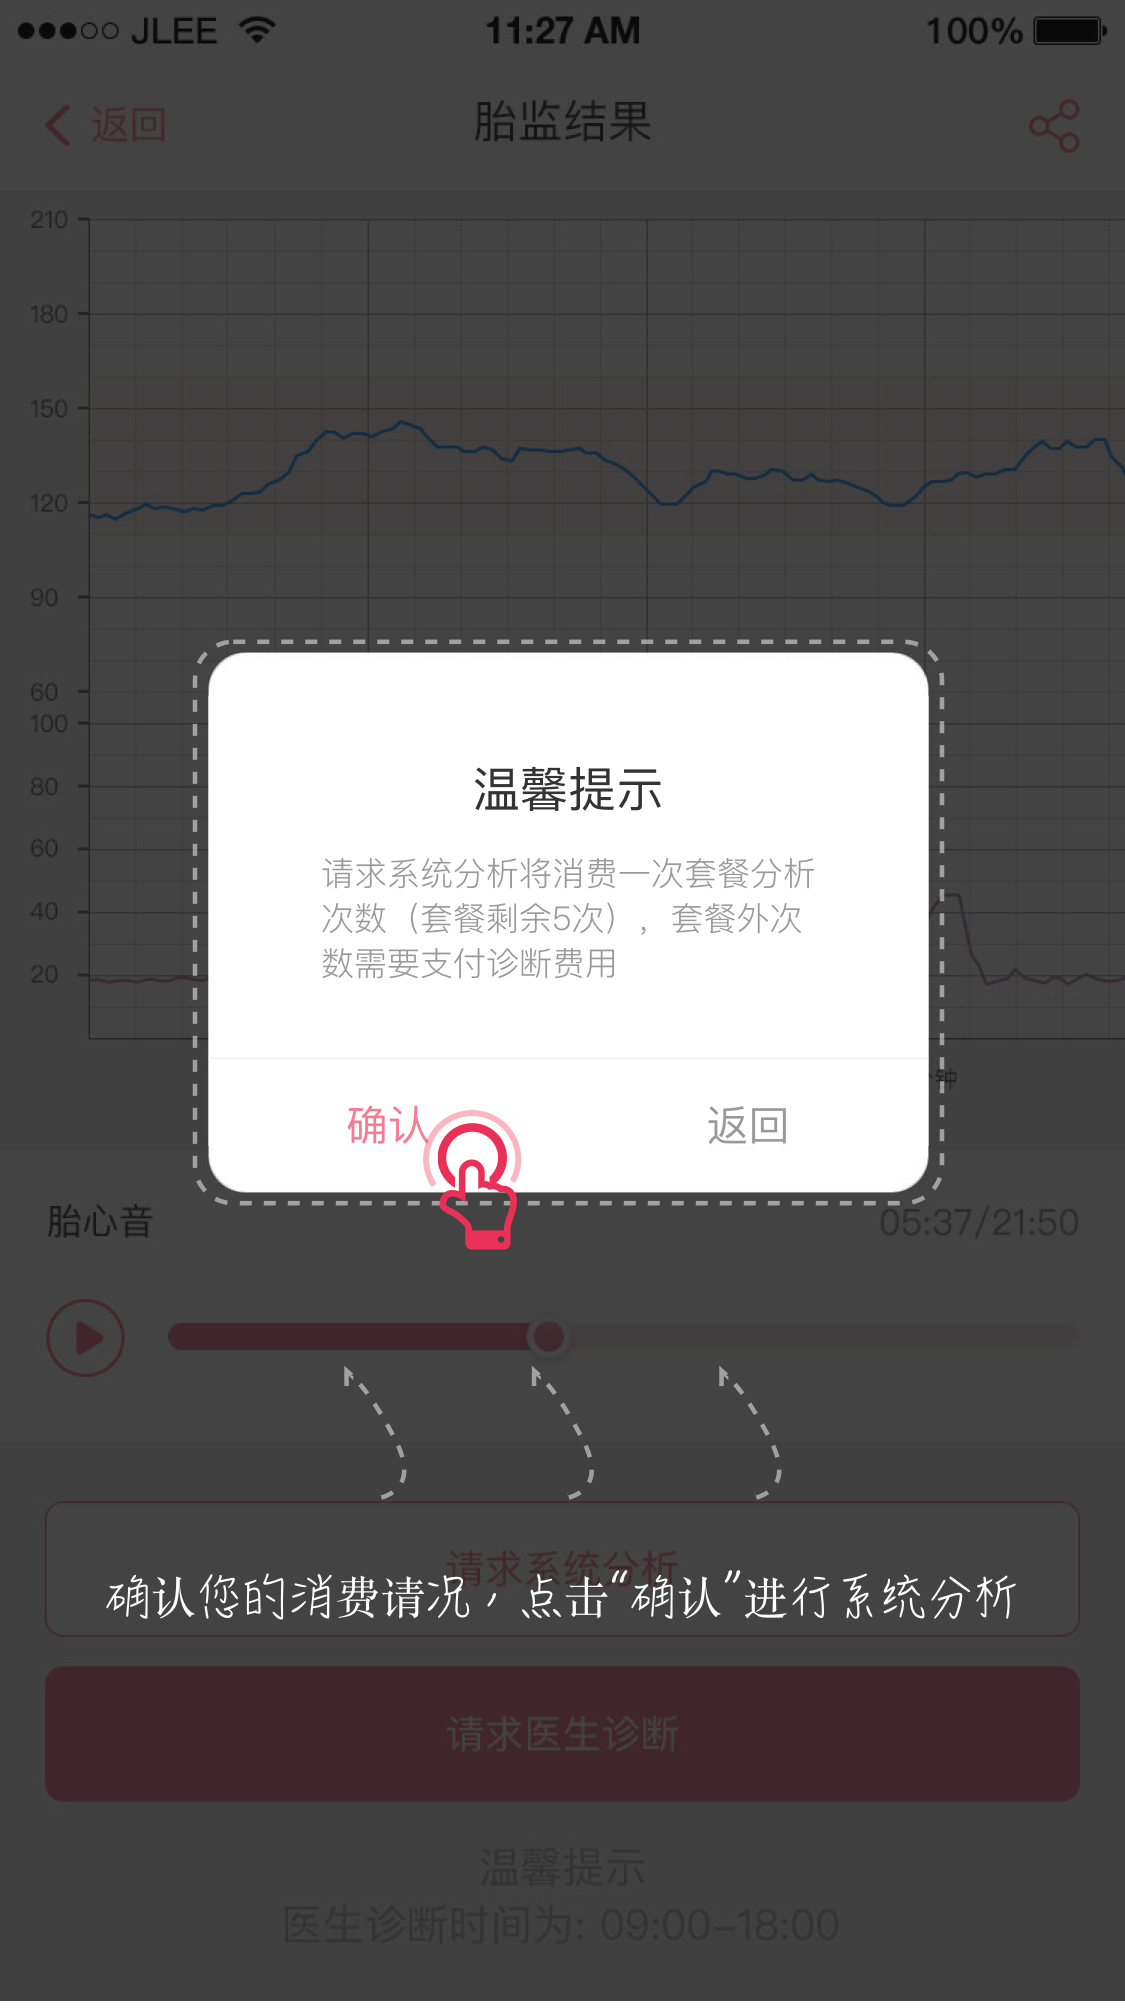 JLEE 11:27 AM 100%
返回 胎监结果
210
180
150
120
90
60
100
80
60
40
20
温馨提示
请求系统分析将消费一次套餐分析
次数（套餐剩余5次），套餐外次
数需要支付诊断费用
钟
确认 返回
胎心音 05:37/21:50
请求系统分析
确认您的消费请况，点击“确认”进行系统分析
请求医生诊断
温馨提示
医生诊断时间为: 09:00-18:00